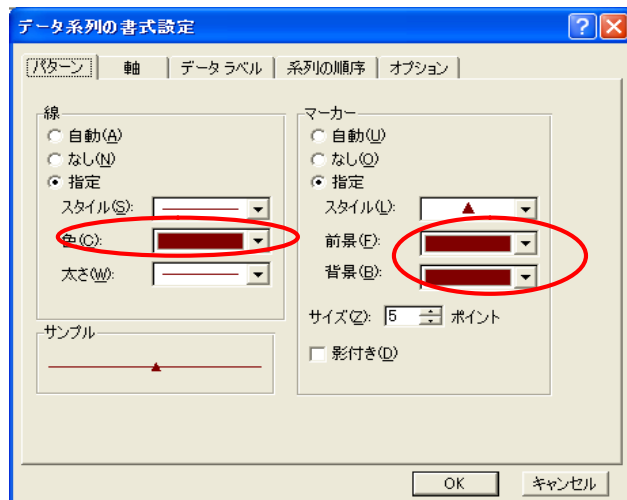 データ系列の書式設定
パターン 軸 データ ラベル 系列の順序 オプション
線
自動(A)
なし(N)
指定
スタイル(S):
色(C):
太さ(W):
サンプル
マーカー
自動(U)
なし(O)
指定
スタイル(L):
前景(F):
背景(B):
サイズ(Z): 5 ポイント
影付き(D)
OK キャンセル